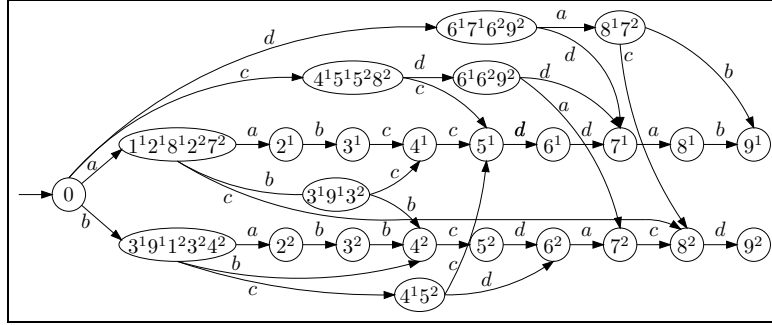 d 6¹7¹6²9² a 8¹7²
d c
c 4¹5¹5²8² d 6¹6²9² d b
c a
1¹2¹8¹2²7² a 2¹ b 3¹ c 4¹ c 5¹ d 6¹ d 7¹ a 8¹ b 9¹
a b c
0 c 3¹9¹3² b
b
3¹9¹1²3²4² a 2² b 3² b 4² c 5² d 6² a 7² c 8² d 9²
b c
c 4¹5² d